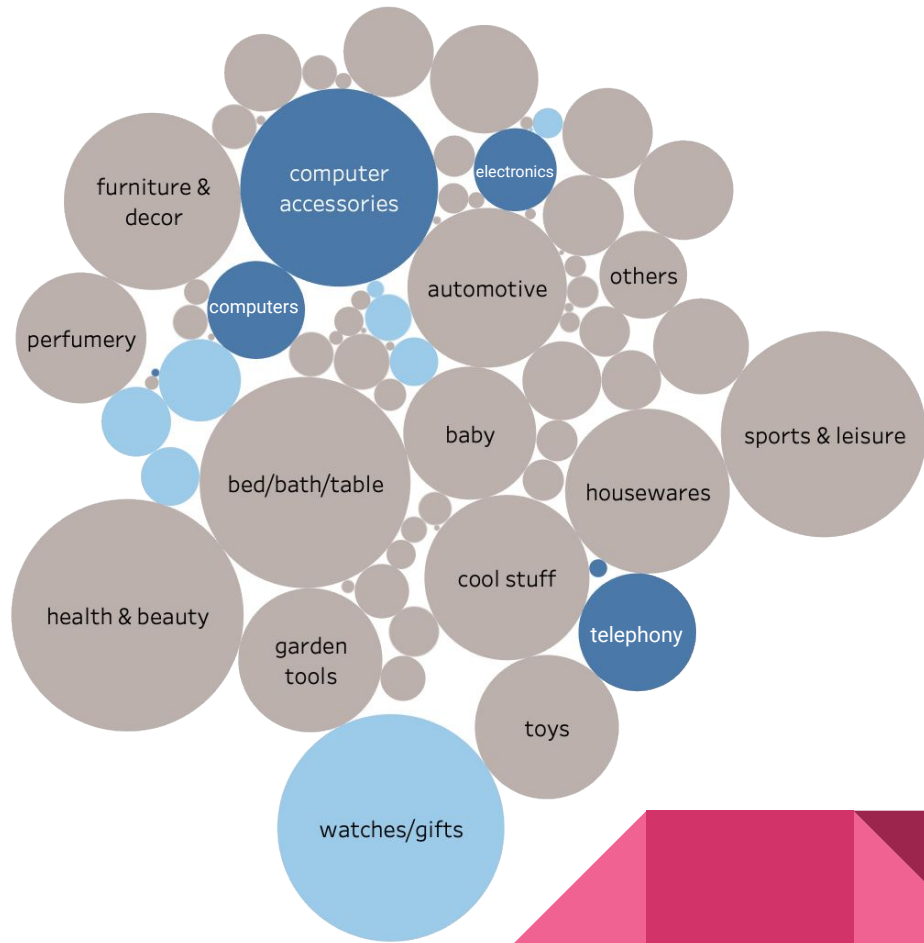 computer
accessories
electronics
furniture &
decor
others
automotive
computers
perfumery
baby
sports & leisure
bed/bath/table
housewares
cool stuff
health & beauty
telephony
garden
tools
toys
watches/gifts